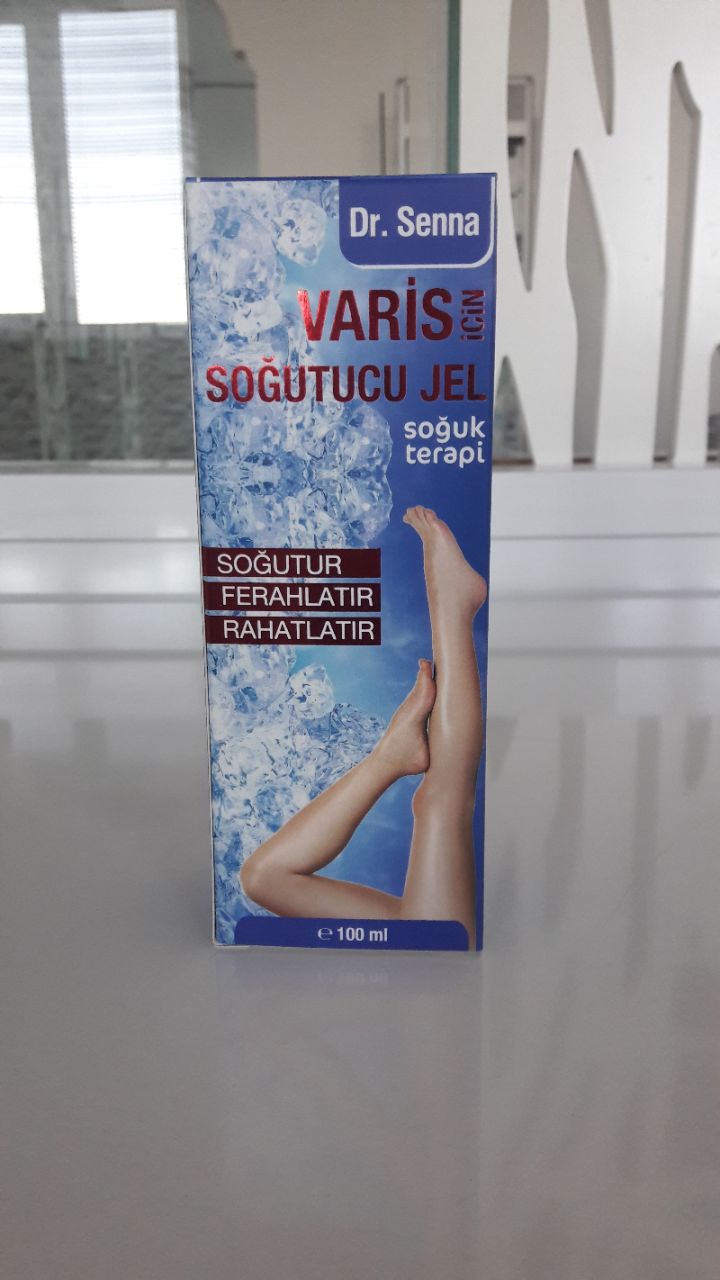 Dr. Senna
VARİS İÇİN
SOĞUTUCU JEL
soğuk
terapi
SOĞUTUR
FERAHLATIR
RAHATLATIR
℮ 100 ml